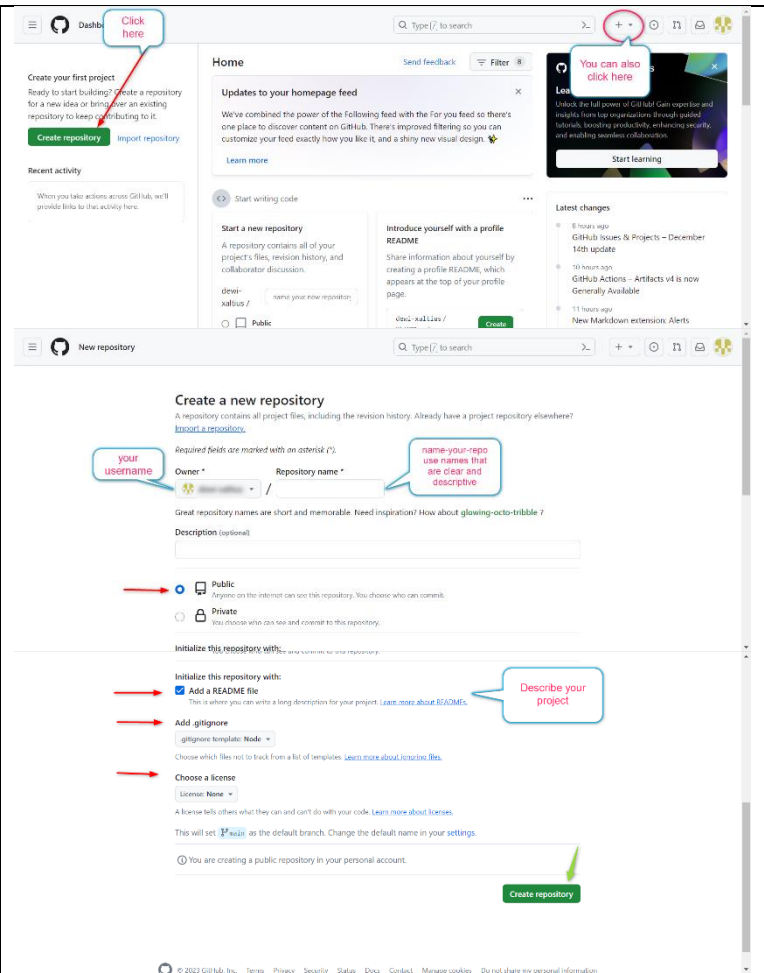 Dashb
Click
here
Type / to search
You can also
click here
Create your first project
Ready to start building? Create a repository
for a new idea or bring over an existing
repository to keep contributing to it.
Create repository
Import repository
Recent activity
When you take actions across GitHub, we'll
provide links to that activity here.
Home
Send feedback
Filter 8
Updates to your homepage feed
We've combined the power of the Following
feed with the For you feed so there's
one place to discover content on GitHub. There's improved filtering so you can
customize your feed exactly how you like it, and a shiny new visual design.
Learn more
Start writing code
Start a new repository
A repository contains all of your
project's files, revision history, and
collaborator discussion.
dewi-
xaltius /
name your new repository
Public
Introduce yourself with a profile
README
Share information about yourself by
creating a profile README, which
appears at the top of your profile
page.
dewi-xaltius /
Create
Unlock the full power of GitHub! Gain expertise and
insights from top organizations through guided
tutorials, boosting productivity, enhancing security,
and enabling seamless collaboration.
Start learning
Latest changes
8 hours ago
GitHub Issues & Projects – December
14th update
10 hours ago
GitHub Actions – Artifacts v4 is now
Generally Available
11 hours ago
New Markdown extension: Alerts
New repository
Type / to search
Create a new repository
A repository contains all project files, including the revision history. Already have a project repository elsewhere?
Import a repository.
Required fields are marked with an asterisk (*).
your
username
name-your-repo
use names that
are clear and
descriptive
Owner *
Repository name *
/
Great repository names are short and memorable. Need inspiration? How about glowing-octo-tribble ?
Description (optional)
Public
Anyone on the internet can see this repository. You choose who can commit.
Private
You choose who can see and commit to this repository.
Initialize this repository with:
Initialize this repository with:
Add a README file
This is where you can write a long description for your project. Learn more about READMEs.
Describe your
project
Add .gitignore
.gitignore template: Node
Choose which files not to track from a list of templates. Learn more about ignoring files.
Choose a license
License: None
A license tells others what they can and can't do with your code. Learn more about licenses.
This will set main as the default branch. Change the default name in your settings.
You are creating a public repository in your personal account.
Create repository
© 2023 GitHub, Inc. Terms Privacy Security Status Docs Contact Manage cookies Do not share my personal information